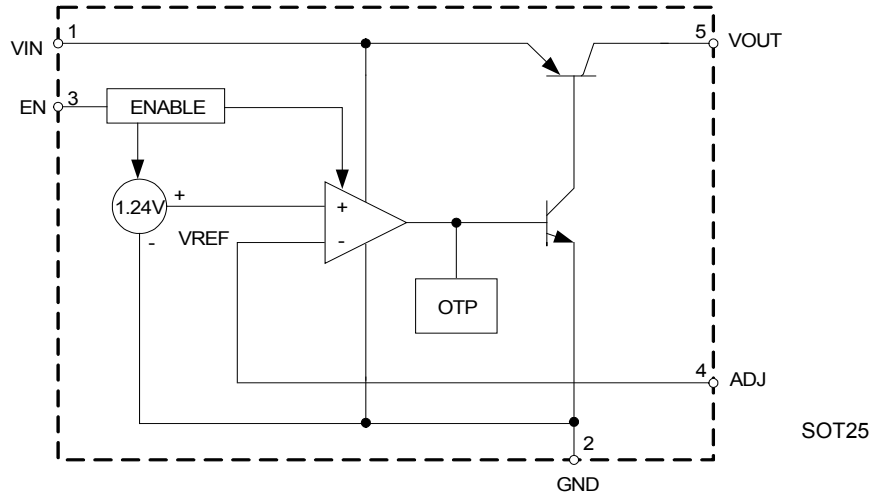 1
5
VIN
VOUT
EN
3
ENABLE
1.24V
+
-
VREF
+
-
OTP
4
ADJ
SOT25
2
GND